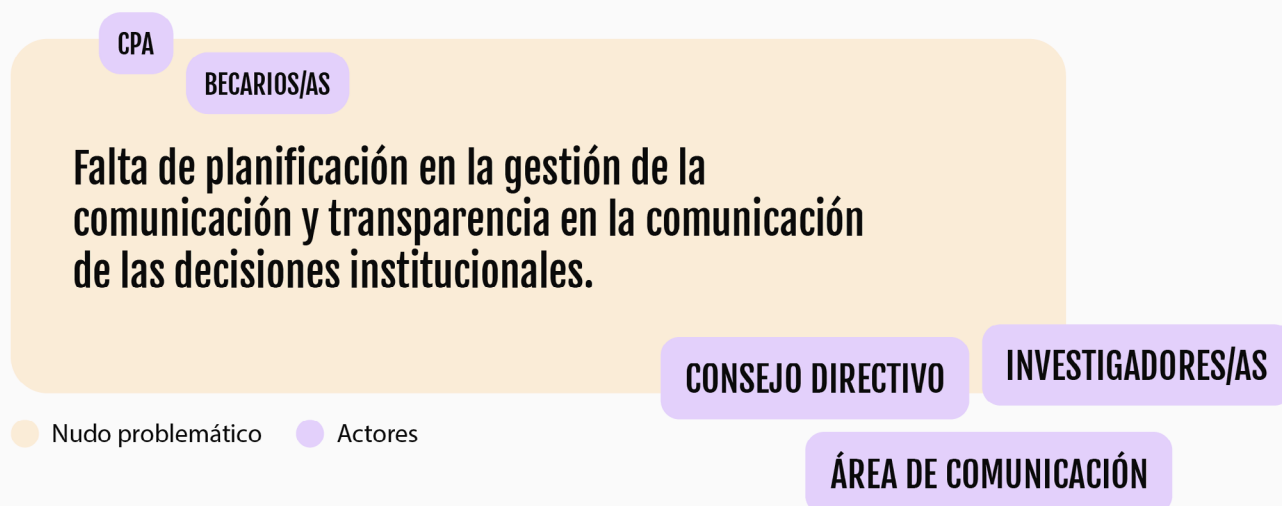 CPA
BECARIOS/AS
Falta de planificación en la gestión de la
comunicación y transparencia en la comunicación
de las decisiones institucionales.
CONSEJO DIRECTIVO
INVESTIGADORES/AS
Nudo problemático
Actores
ÁREA DE COMUNICACIÓN